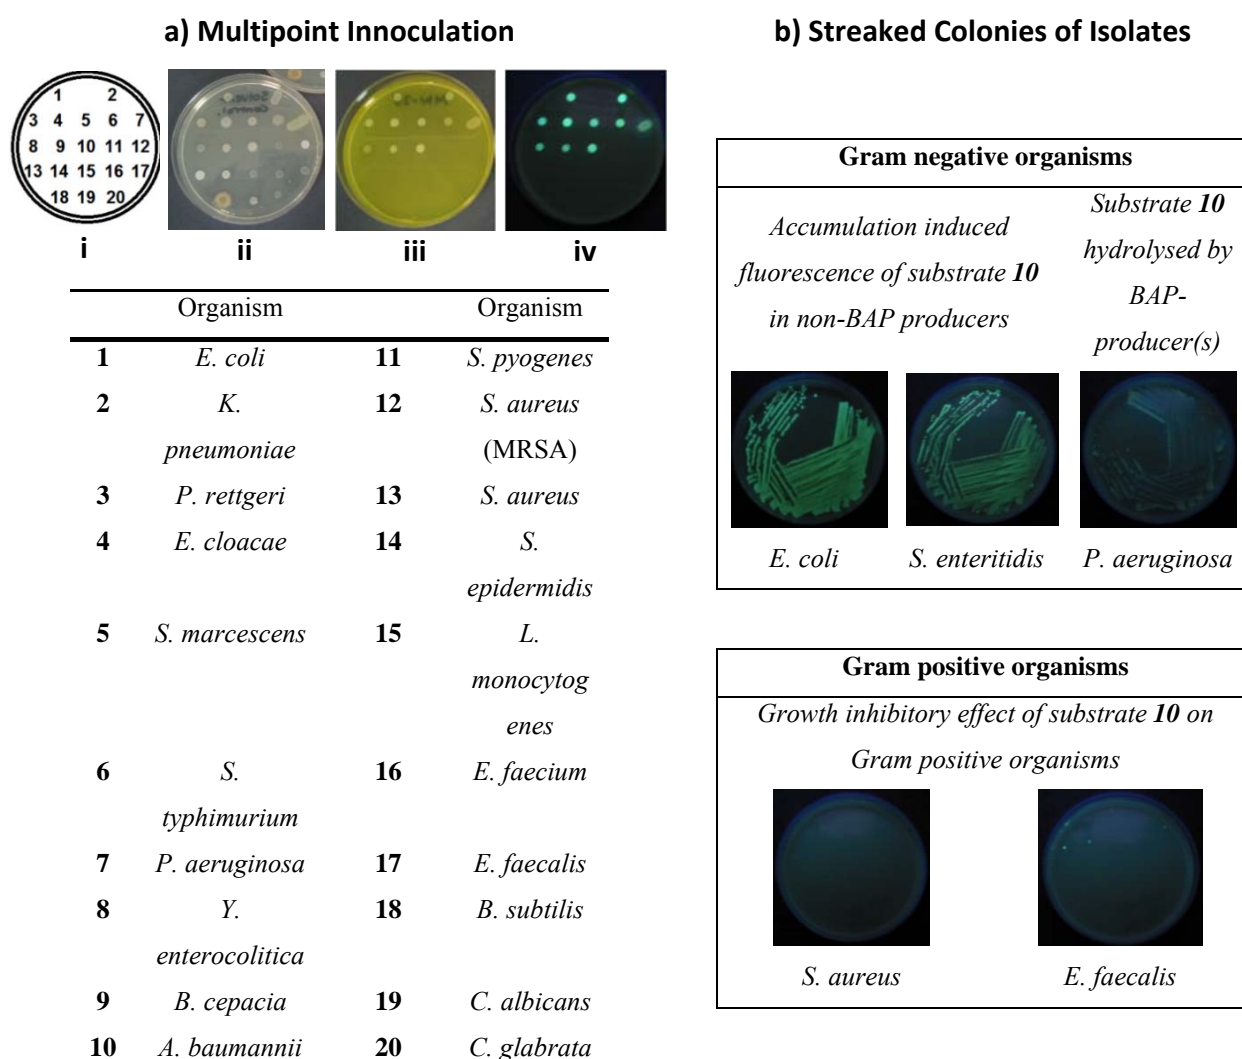 a) Multipoint Innoculation
1 2
3 4 5 6 7
8 9 10 11 12
13 14 15 16 17
18 19 20
i ii iii iv
Organism Organism
1 E. coli 11 S. pyogenes
2 K. 12 S. aureus
pneumoniae (MRSA)
3 P. rettgeri 13 S. aureus
4 E. cloacae 14 S.
epidermidis
5 S. marcescens 15 L.
monocytog
enes
6 S. 16 E. faecium
typhimurium
7 P. aeruginosa 17 E. faecalis
8 Y. 18 B. subtilis
enterocolitica
9 B. cepacia 19 C. albicans
10 A. baumannii 20 C. glabrata
b) Streaked Colonies of Isolates
Gram negative organisms
Accumulation induced
fluorescence of substrate 10
in non-BAP producers
Substrate 10
hydrolysed by
BAP-
producer(s)
E. coli S. enteritidis P. aeruginosa
Gram positive organisms
Growth inhibitory effect of substrate 10 on
Gram positive organisms
S. aureus E. faecalis